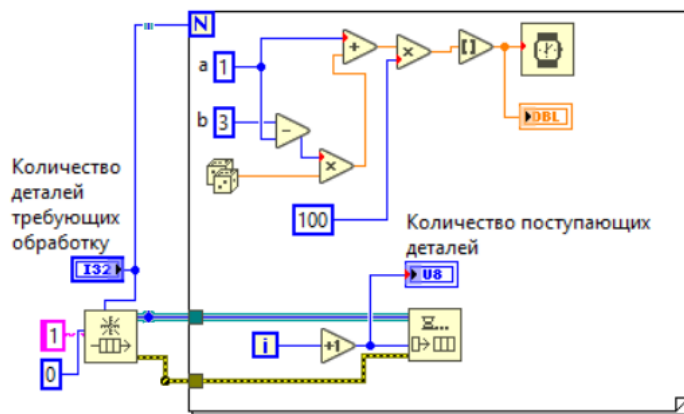 N
a 1
b 3
DBL
Количество
деталей
требующих
обработку
100
Количество поступающих
деталей
I32
U8
1
i
+1
0